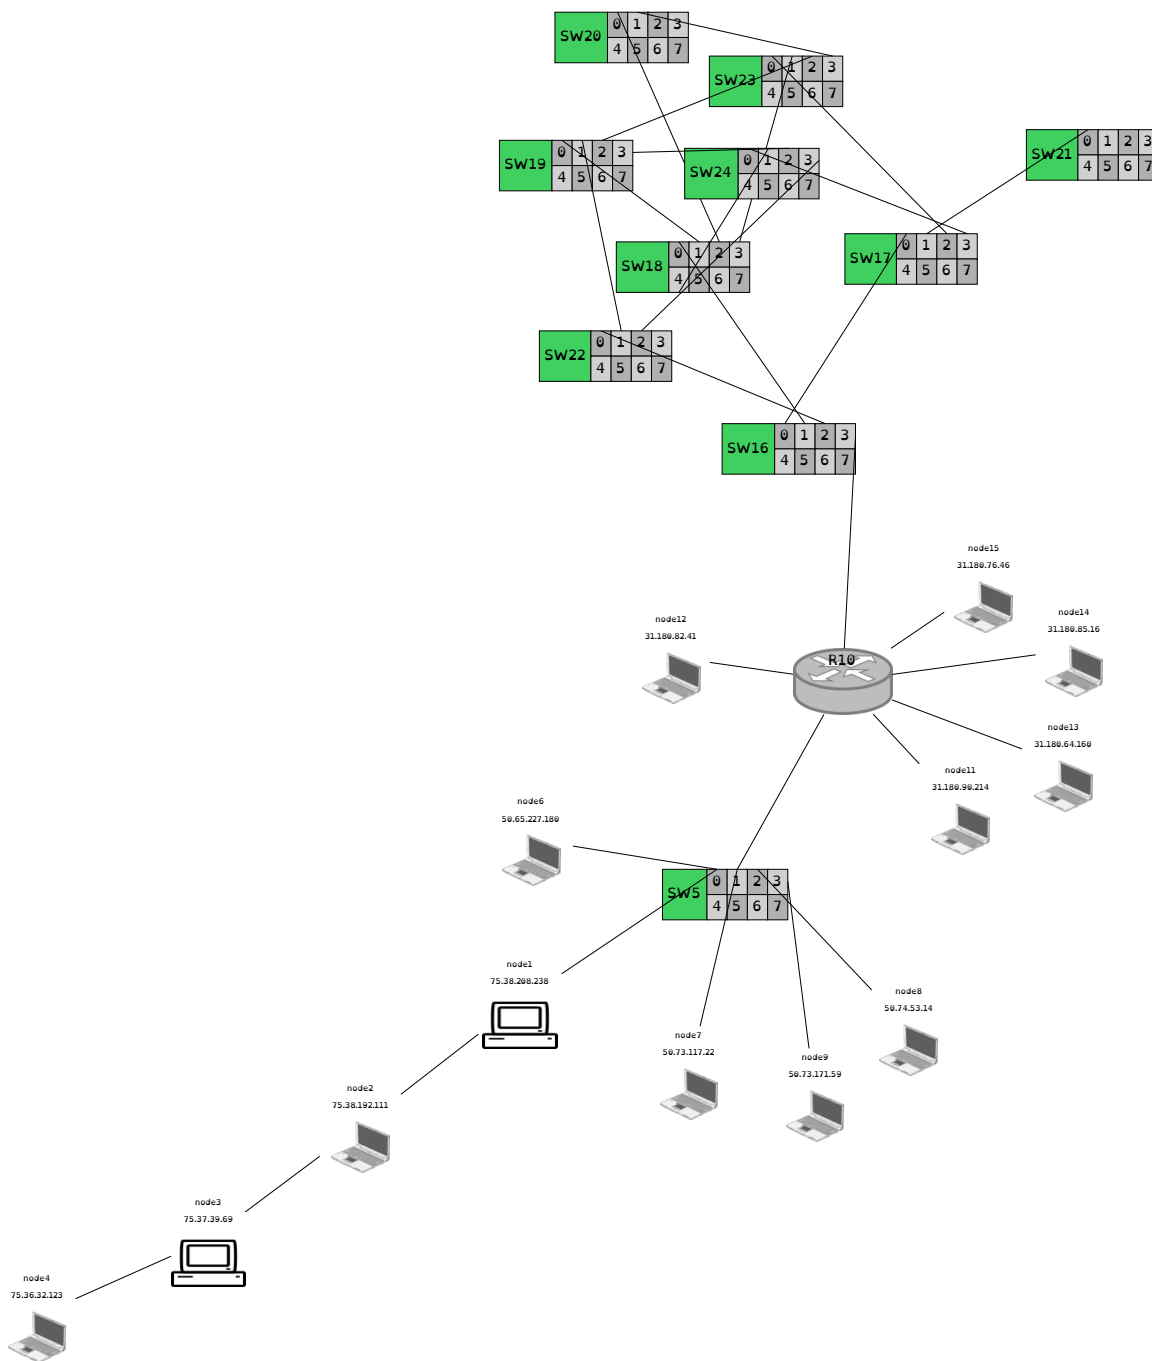 SW20 0 1 2 3
4 5 6 7
SW23 0 1 2 3
4 5 6 7
SW21 0 1 2 3
4 5 6 7
SW19 0 1 2 3
4 5 6 7
SW24 0 1 2 3
4 5 6 7
SW17 0 1 2 3
4 5 6 7
SW18 0 1 2 3
4 5 6 7
SW22 0 1 2 3
4 5 6 7
SW16 0 1 2 3
4 5 6 7
node15
31.180.76.46
node14
31.180.85.16
node12
31.180.82.41
R10
node13
31.180.64.160
node11
31.180.90.214
node6
50.65.227.180
SW5 0 1 2 3
4 5 6 7
node1
75.38.208.238
node8
50.74.53.14
node7
50.73.117.22
node9
50.73.171.59
node2
75.38.192.111
node3
75.37.39.69
node4
75.36.32.123